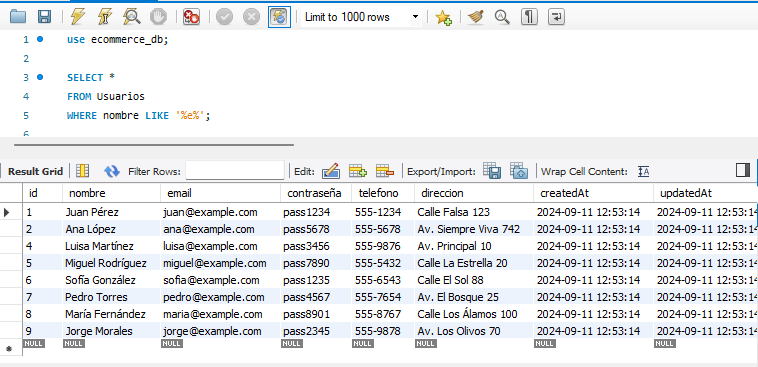 Limit to 1000 rows
1 use ecommerce_db;
2
3 SELECT *
4 FROM Usuarios
5 WHERE nombre LIKE '%e%';
6
Result Grid Filter Rows: Edit: Export/Import: Wrap Cell Content: IA
id nombre email contraseña telefono direccion createdAt updatedAt
1 Juan Pérez juan@example.com pass1234 555-1234 Calle Falsa 123 2024-09-11 12:53:14 2024-09-11 12:53:14
2 Ana López ana@example.com pass5678 555-5678 Av. Siempre Viva 742 2024-09-11 12:53:14 2024-09-11 12:53:14
4 Luisa Martínez luisa@example.com pass3456 555-9876 Av. Principal 10 2024-09-11 12:53:14 2024-09-11 12:53:14
5 Miguel Rodríguez miguel@example.com pass7890 555-5432 Calle La Estrella 20 2024-09-11 12:53:14 2024-09-11 12:53:14
6 Sofía González sofia@example.com pass1235 555-6543 Calle El Sol 88 2024-09-11 12:53:14 2024-09-11 12:53:14
7 Pedro Torres pedro@example.com pass4567 555-7654 Av. El Bosque 25 2024-09-11 12:53:14 2024-09-11 12:53:14
8 María Fernández maria@example.com pass8901 555-8767 Calle Los Álamos 100 2024-09-11 12:53:14 2024-09-11 12:53:14
9 Jorge Morales jorge@example.com pass2345 555-9878 Av. Los Olivos 70 2024-09-11 12:53:14 2024-09-11 12:53:14
NULL NULL NULL NULL NULL NULL NULL NULL